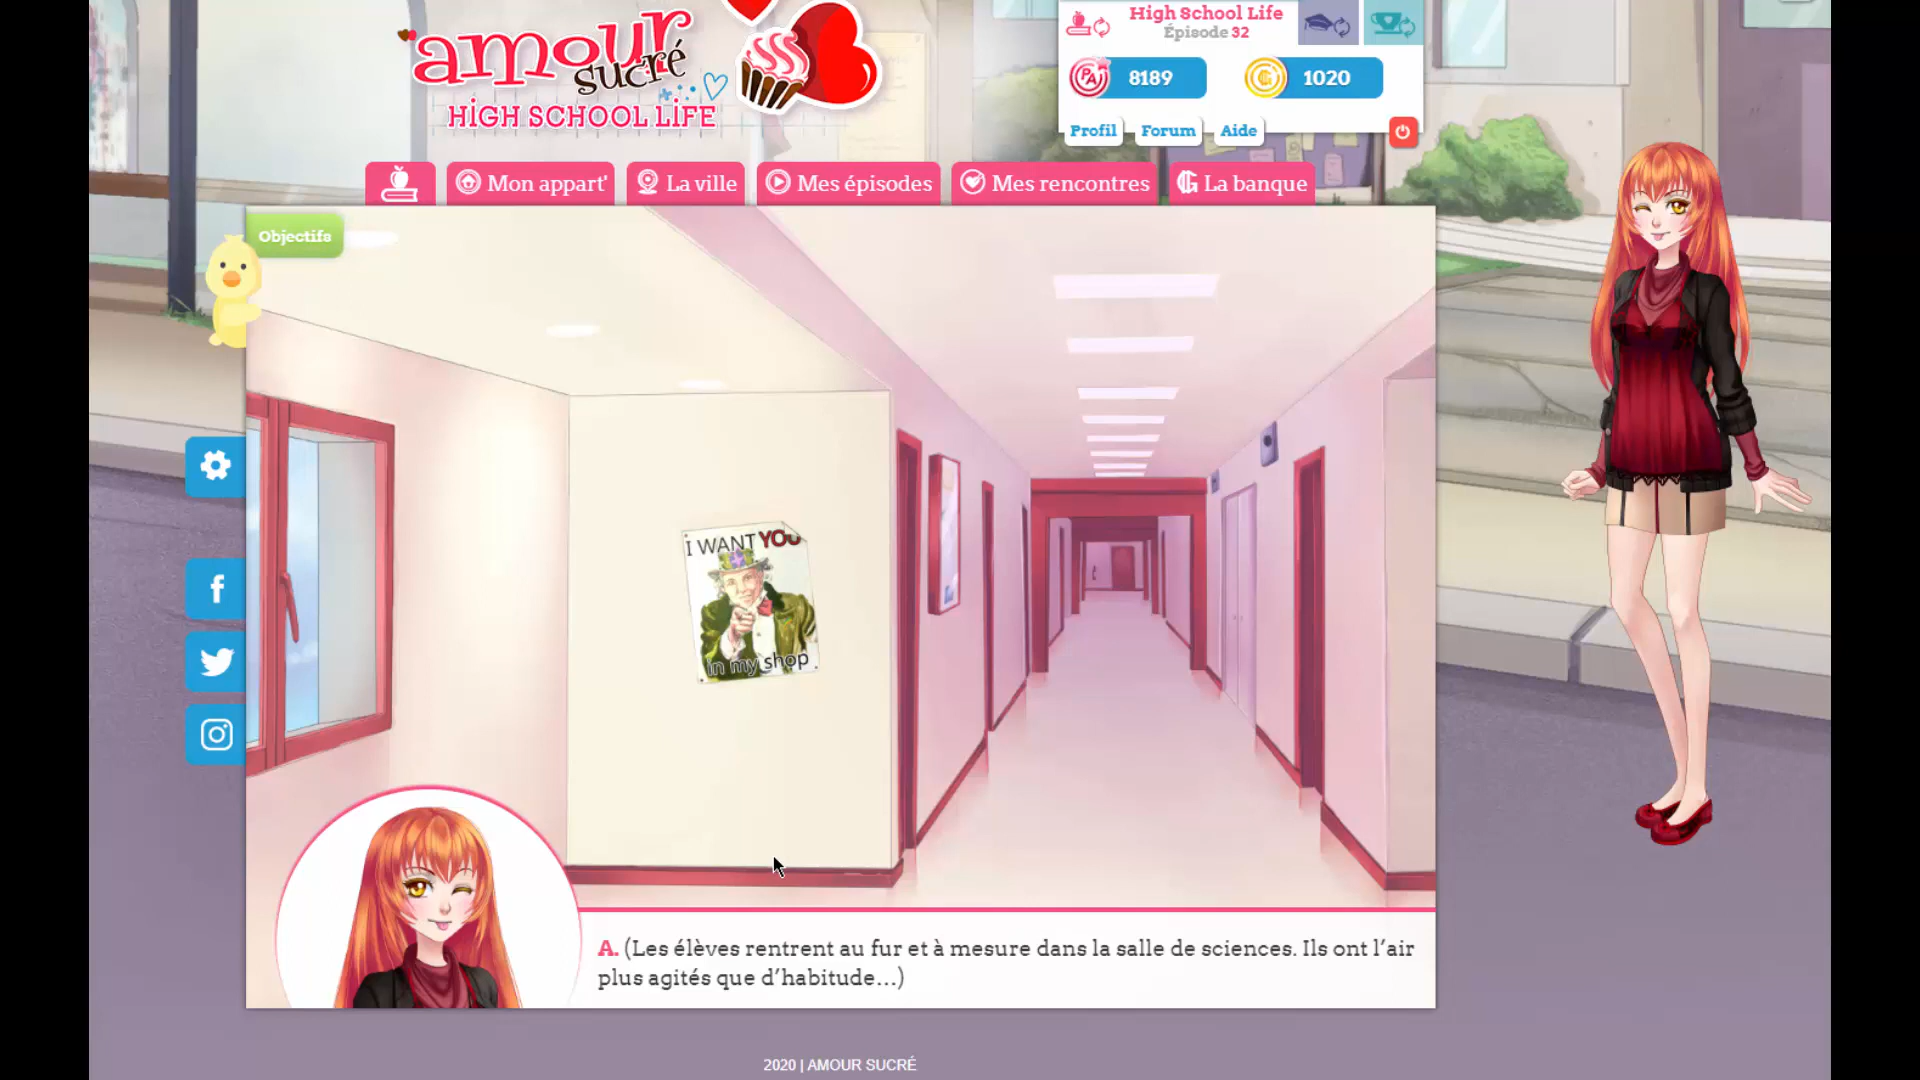 amour
sucré
HiGH SCHOOL LiFE
High School Life
Épisode 32
PA
8189
1020
Profil
Forum
Aide
Mon appart'
La ville
Mes épisodes
Mes rencontres
La banque
Objectifs
I WANT YOU
in my shop
A. (Les élèves rentrent au fur et à mesure dans la salle de sciences. Ils ont l’air
plus agités que d’habitude...)
2020 | AMOUR SUCRÉ